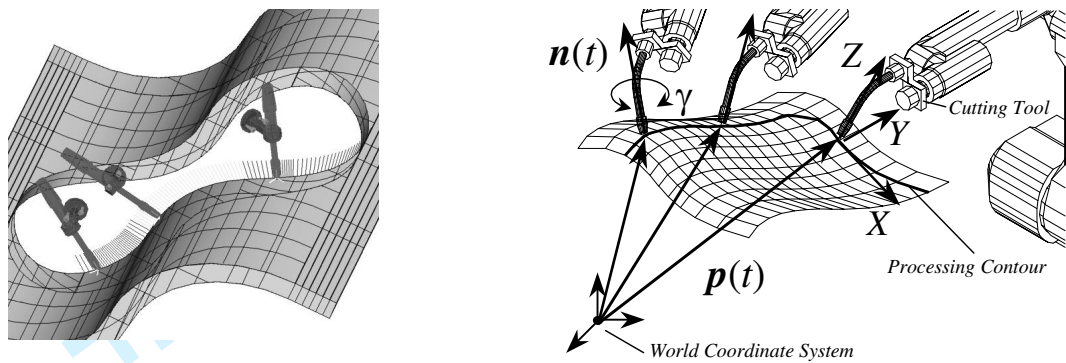 n(t)
γ
Z
Cutting Tool
Y
X
Processing Contour
p(t)
World Coordinate System